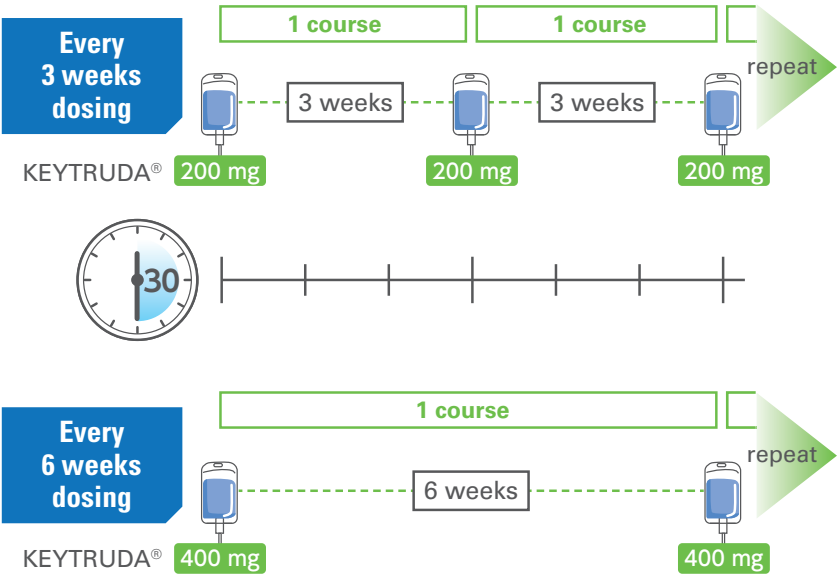 1 course
1 course
Every
3 weeks
dosing
repeat
3 weeks
3 weeks
KEYTRUDA®
200 mg
200 mg
200 mg
30
1 course
Every
6 weeks
dosing
repeat
6 weeks
KEYTRUDA®
400 mg
400 mg